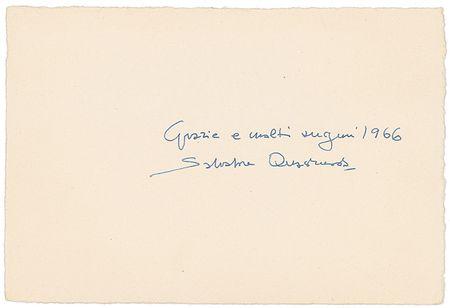 Grazie e molti auguri 1966
Salvatore Quasimodo